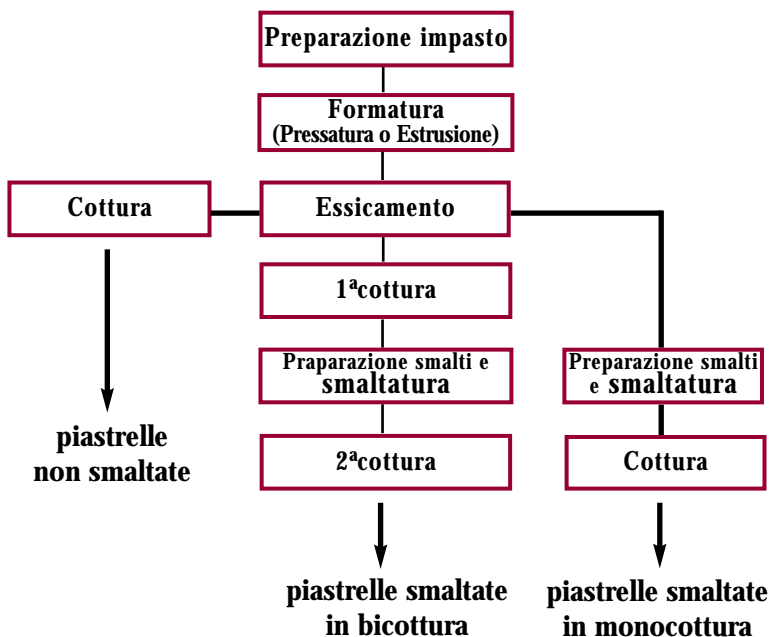 Preparazione impasto
Formatura
(Pressatura o Estrusione)
Cottura
Essicamento
1ªcottura
Praparazione smalti e
smaltatura
Preparazione smalti
e smaltatura
piastrelle
non smaltate
2ªcottura
Cottura
piastrelle smaltate
in bicottura
piastrelle smaltate
in monocottura